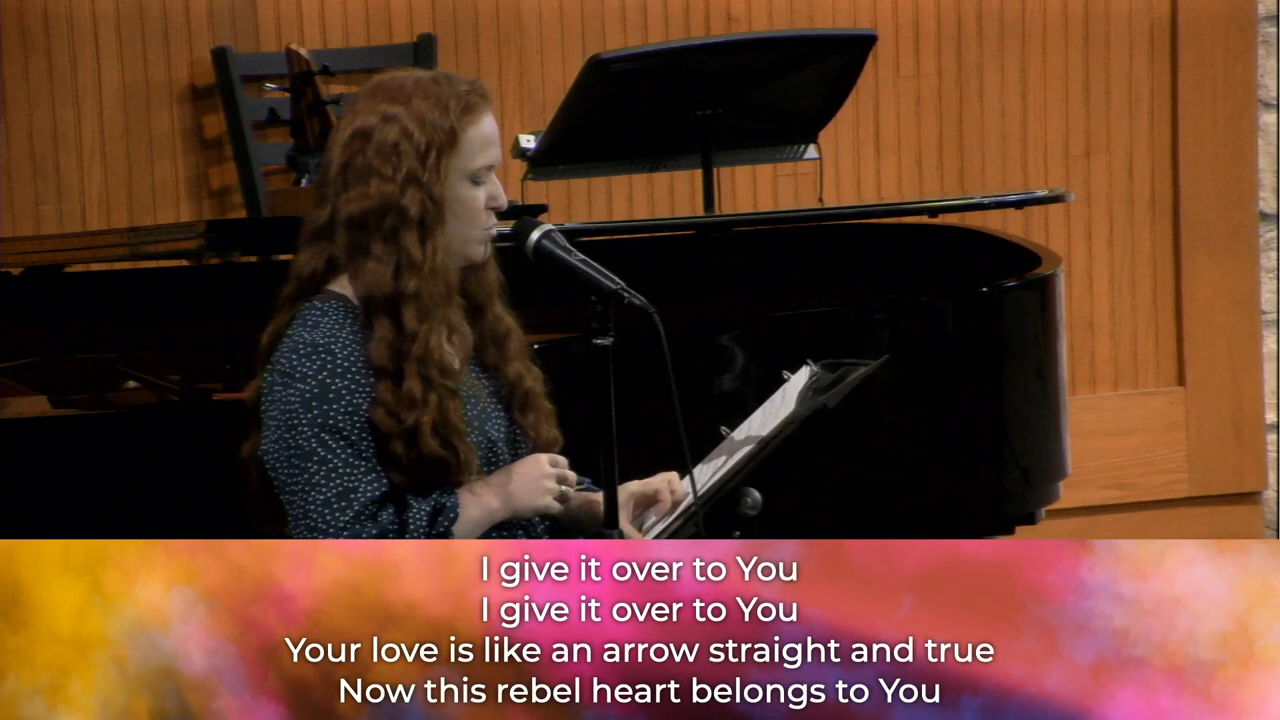 I give it over to You
I give it over to You
Your love is like an arrow straight and true
Now this rebel heart belongs to You